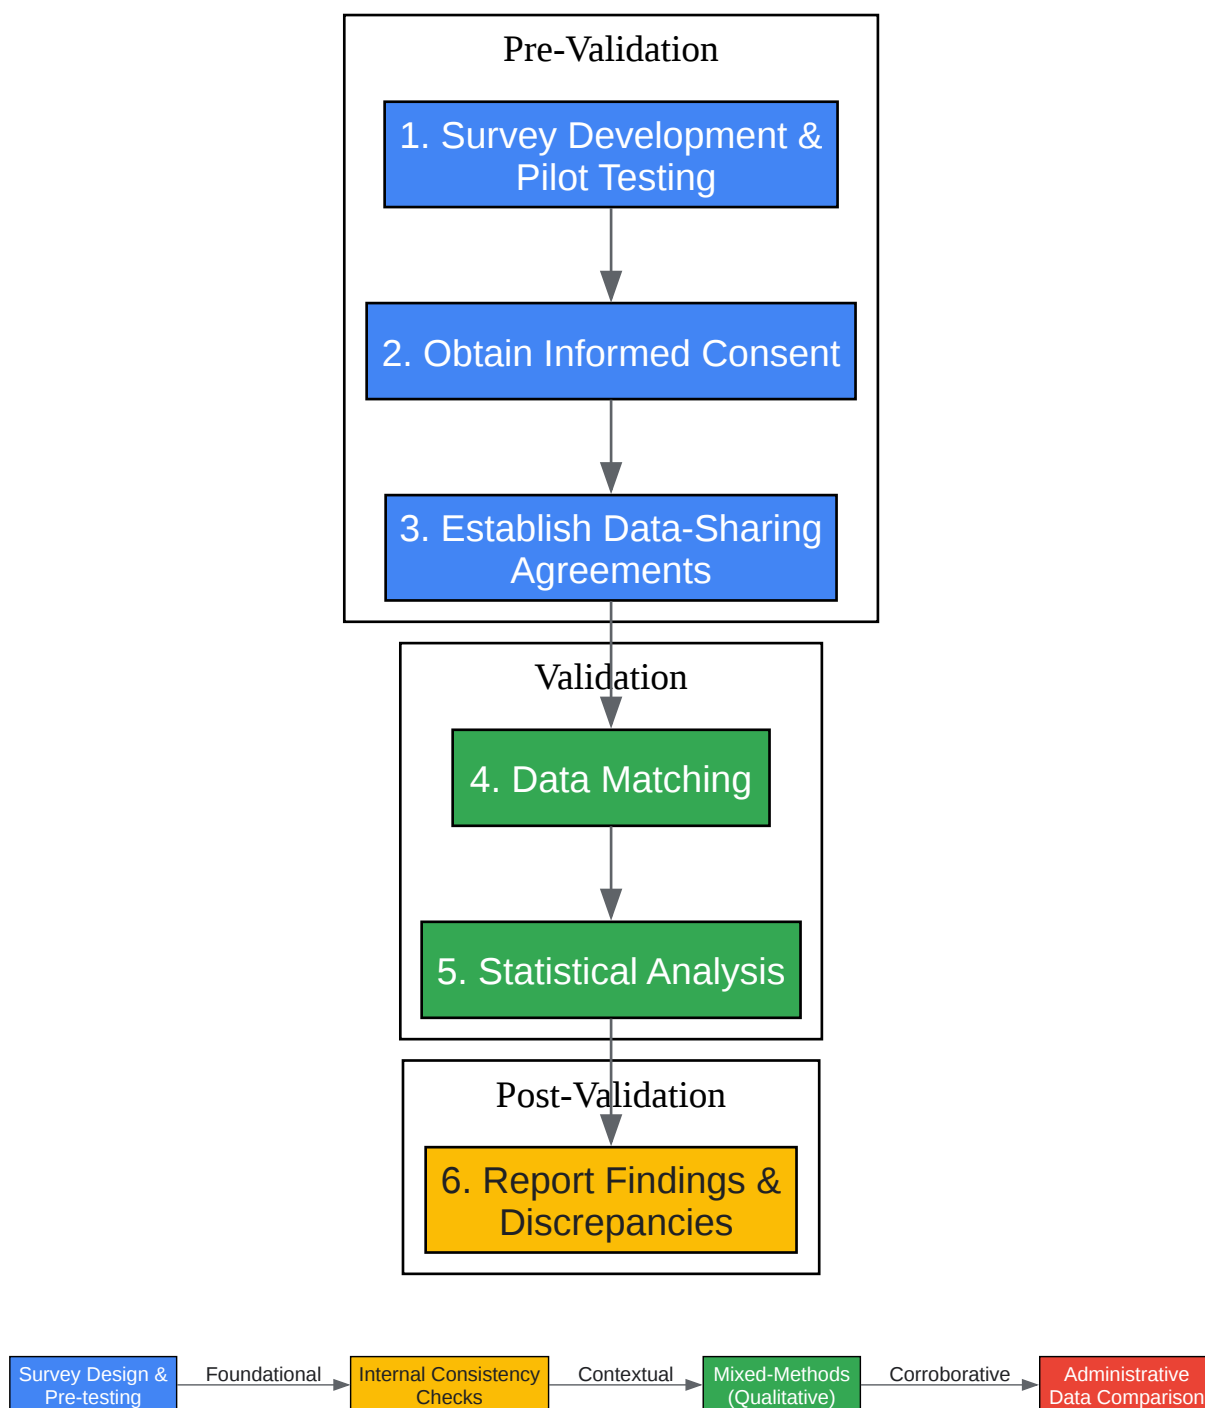 Pre-Validation
1. Survey Development &
Pilot Testing
2. Obtain Informed Consent
3. Establish Data-Sharing
Agreements
Validation
4. Data Matching
5. Statistical Analysis
Post-Validation
6. Report Findings &
Discrepancies
Survey Design &
Pre-testing
Foundational
Internal Consistency
Checks
Contextual
Mixed-Methods
(Qualitative)
Corroborative
Administrative
Data Comparison